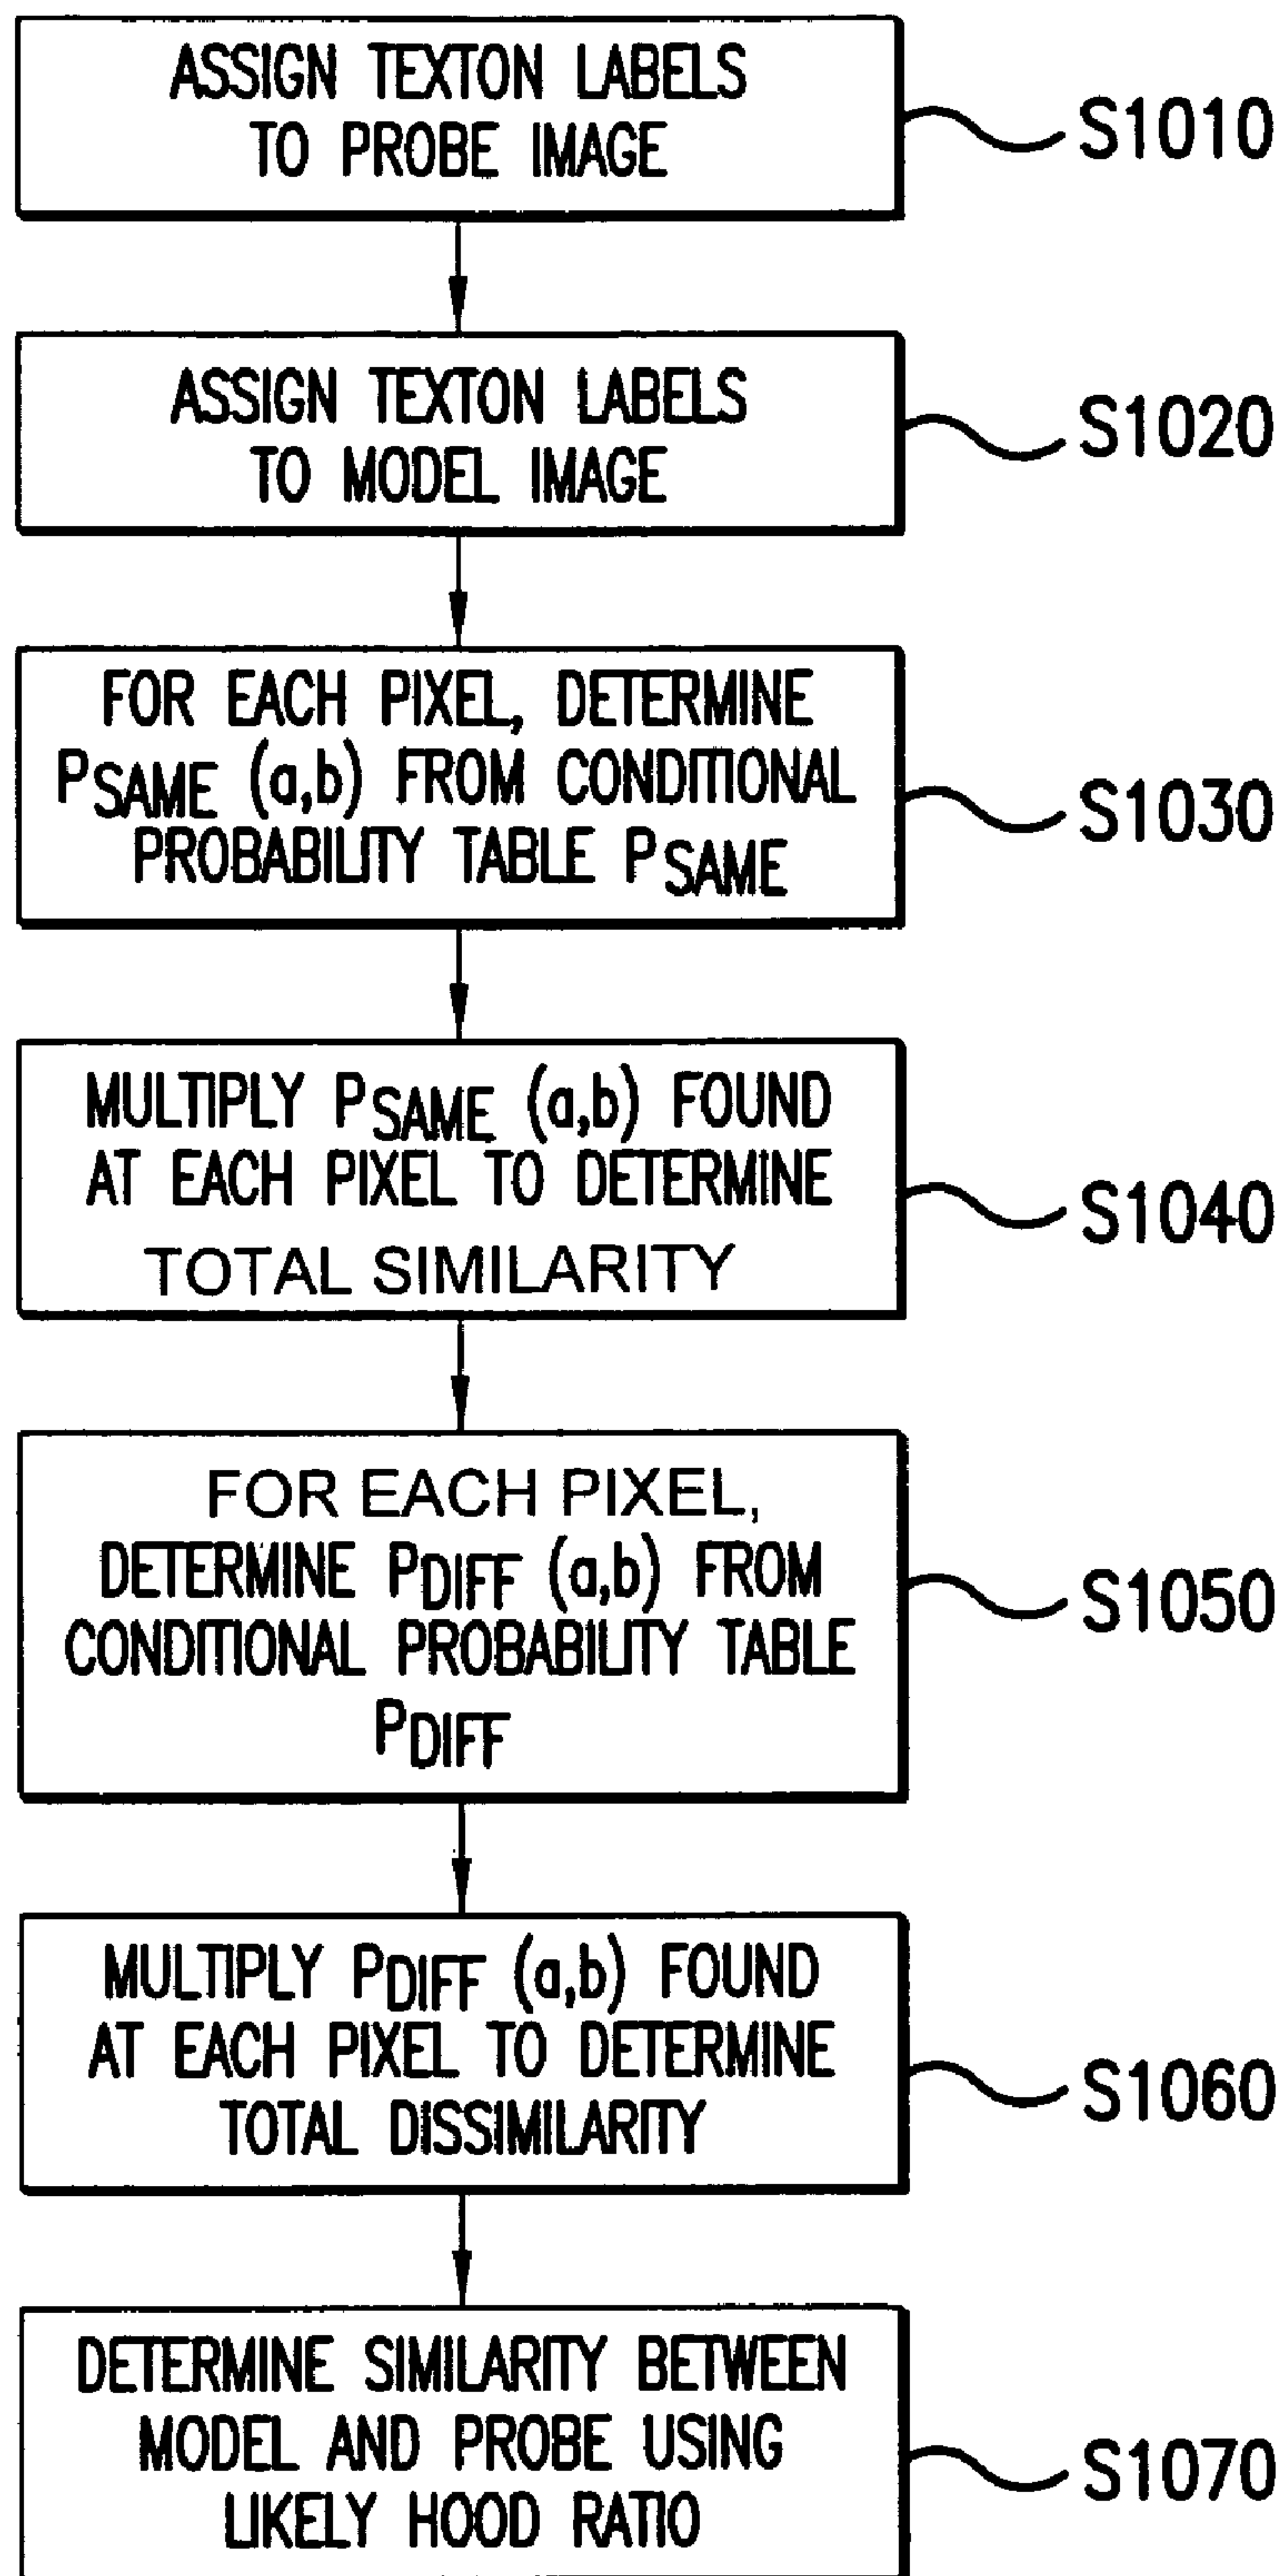 ASSIGN TEXTON LABELS
TO PROBE IMAGE
S1010
ASSIGN TEXTON LABELS
TO MODEL IMAGE
S1020
FOR EACH PIXEL, DETERMINE
PSAME (a,b) FROM CONDITIONAL
PROBABILITY TABLE PSAME
S1030
MULTIPLY PSAME (a,b) FOUND
AT EACH PIXEL TO DETERMINE
TOTAL SIMILARITY
S1040
FOR EACH PIXEL,
DETERMINE PDIFF (a,b) FROM
CONDITIONAL PROBABILITY TABLE
PDIFF
S1050
MULTIPLY PDIFF (a,b) FOUND
AT EACH PIXEL TO DETERMINE
TOTAL DISSIMILARITY
S1060
DETERMINE SIMILARITY BETWEEN
MODEL AND PROBE USING
LIKELY HOOD RATIO
S1070